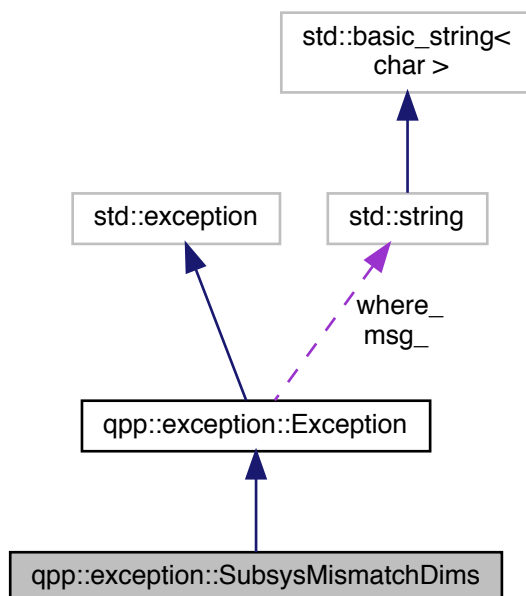 std::basic_string<
char >
std::exception
std::string
where_
msg_
qpp::exception::Exception
qpp::exception::SubsysMismatchDims